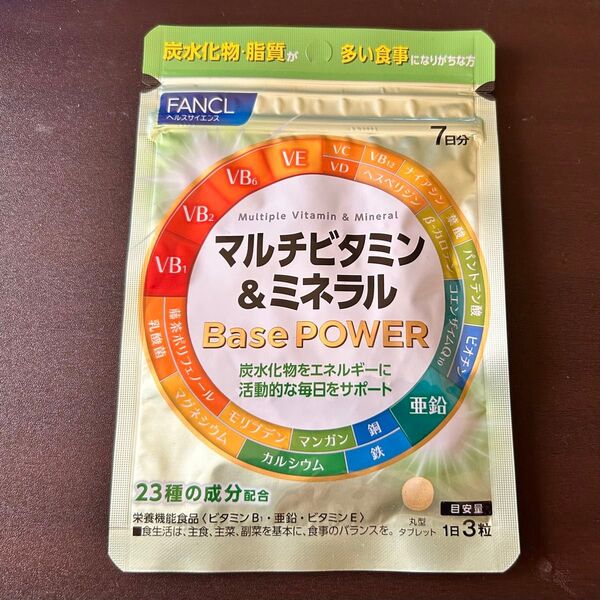 炭水化物・脂質が 多い食事になりがちな方
FANCL
ヘルスサイエンス
7日分
VB1
VB2
VB6
VE
VC
VD
VB12
ヘスペリジン
ナイアシン
β-カロテン
葉酸
パントテン酸
コエンザイムQ10
ビオチン
亜鉛
銅
鉄
マンガン
カルシウム
モリブデン
マグネシウム
藤茶ポリフェノール
乳酸菌
Multiple Vitamin & Mineral
マルチビタミン
&ミネラル
Base POWER
炭水化物をエネルギーに
活動的な毎日をサポート
23種の成分配合
丸型
タブレット
目安量
1日3粒
栄養機能食品〈ビタミンB1・亜鉛・ビタミンE〉
■食生活は、主食、主菜、副菜を基本に、食事のバランスを。